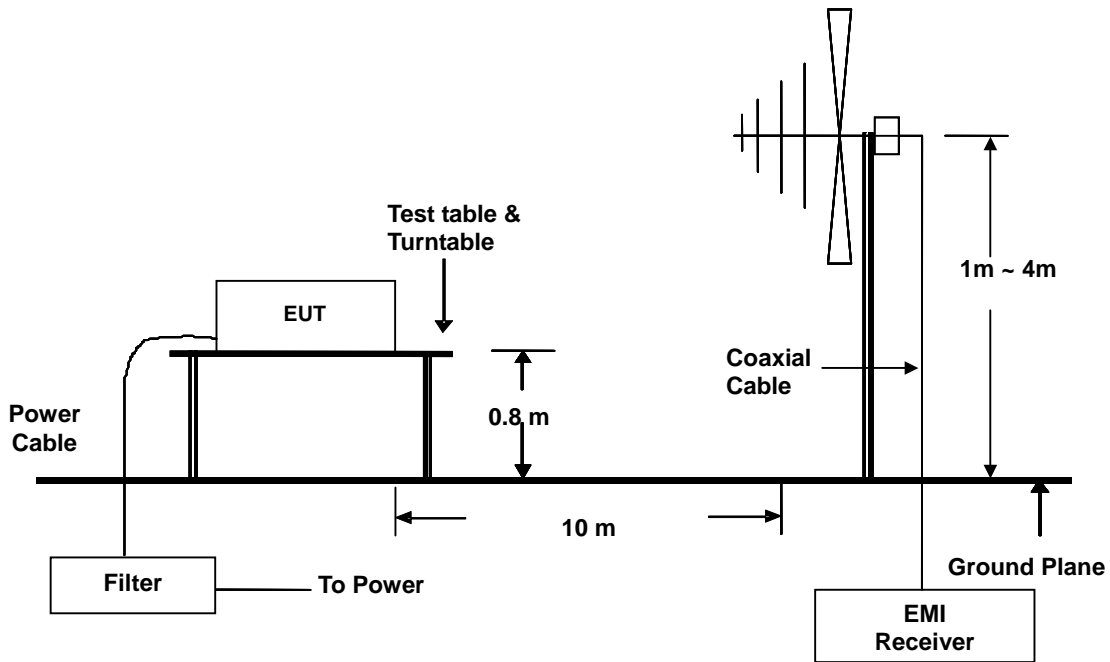 Test table &
Turntable
EUT
1m ~ 4m
Coaxial
Cable
0.8 m
Power
Cable
10 m
Filter
To Power
Ground Plane
EMI
Receiver